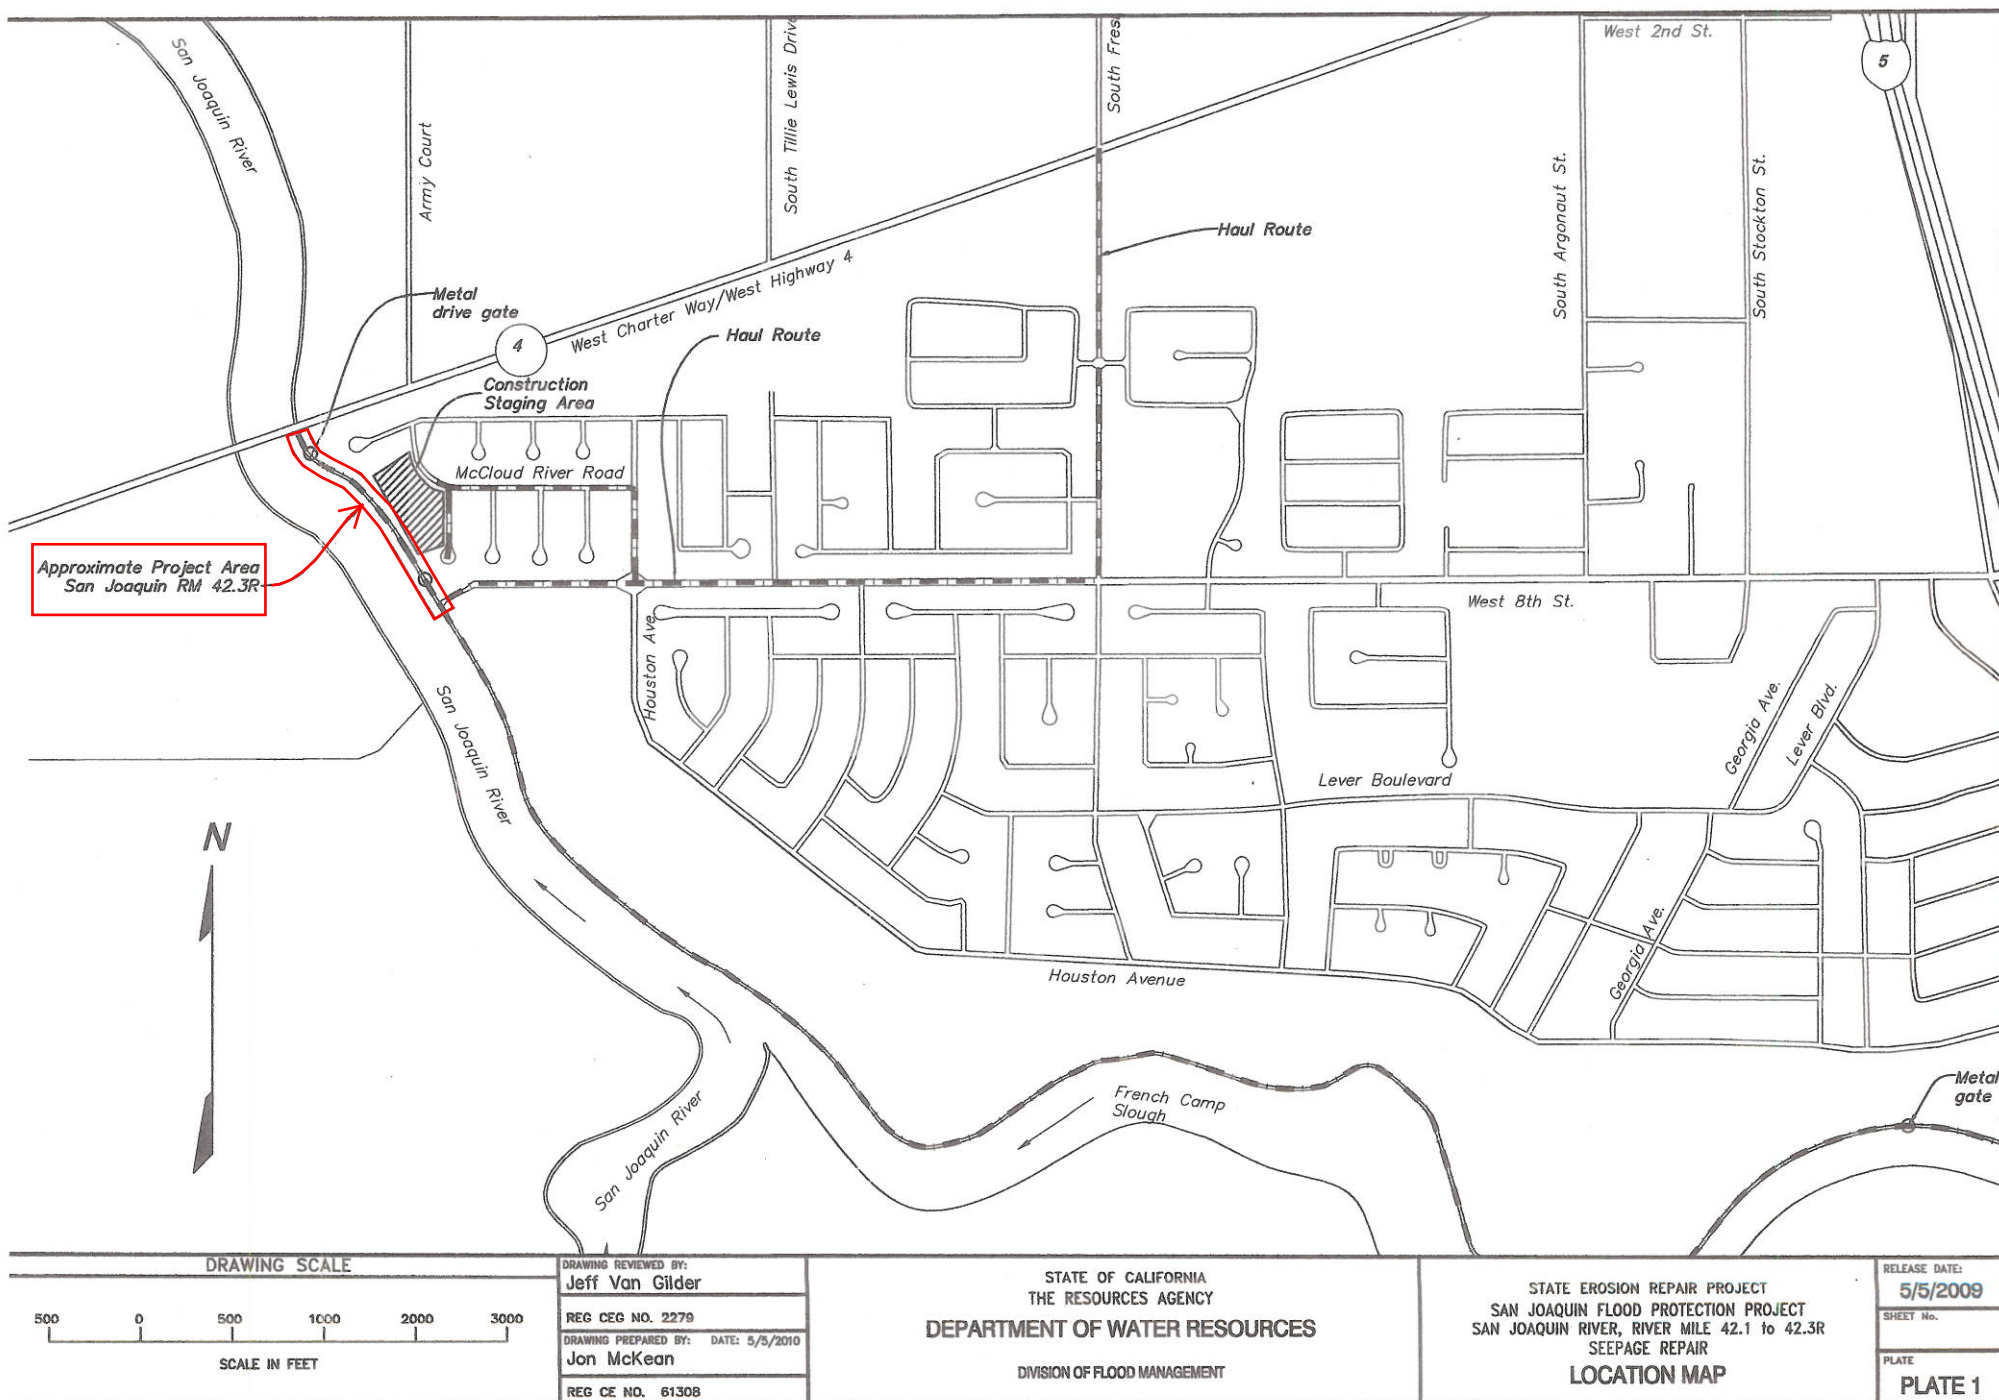 San Joaquin River
Army Court
South Tillie Lewis Drive
South Fres
West 2nd St.
5
South Argonaut St.
South Stockton St.
Haul Route
Metal
drive gate
West Charter Way/West Highway 4
4
Haul Route
Construction
Staging Area
McCloud River Road
Approximate Project Area
San Joaquin RM 42.3R
West 8th St.
Houston Ave.
San Joaquin River
Georgia Ave.
Lever Blvd.
Lever Boulevard
N
Georgia Ave.
Houston Avenue
San Joaquin River
French Camp
Slough
Metal
gate
DRAWING SCALE
500 0 500 1000 2000 3000
SCALE IN FEET
DRAWING REVIEWED BY:
Jeff Van Gilder
REG CEG NO. 2279
DRAWING PREPARED BY: DATE: 5/5/2010
Jon McKean
REG CE NO. 61308
STATE OF CALIFORNIA
THE RESOURCES AGENCY
DEPARTMENT OF WATER RESOURCES
DIVISION OF FLOOD MANAGEMENT
STATE EROSION REPAIR PROJECT
SAN JOAQUIN FLOOD PROTECTION PROJECT
SAN JOAQUIN RIVER, RIVER MILE 42.1 to 42.3R
SEEPAGE REPAIR
LOCATION MAP
RELEASE DATE:
5/5/2009
SHEET No.
PLATE
PLATE 1